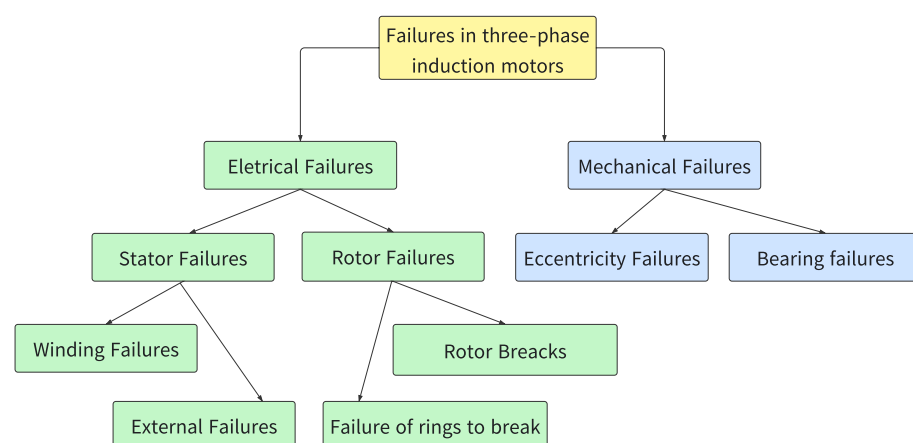 Failures in three-phase
induction motors
Eletrical Failures
Mechanical Failures
Stator Failures
Rotor Failures
Eccentricity Failures
Bearing failures
Winding Failures
Rotor Breacks
External Failures
Failure of rings to break